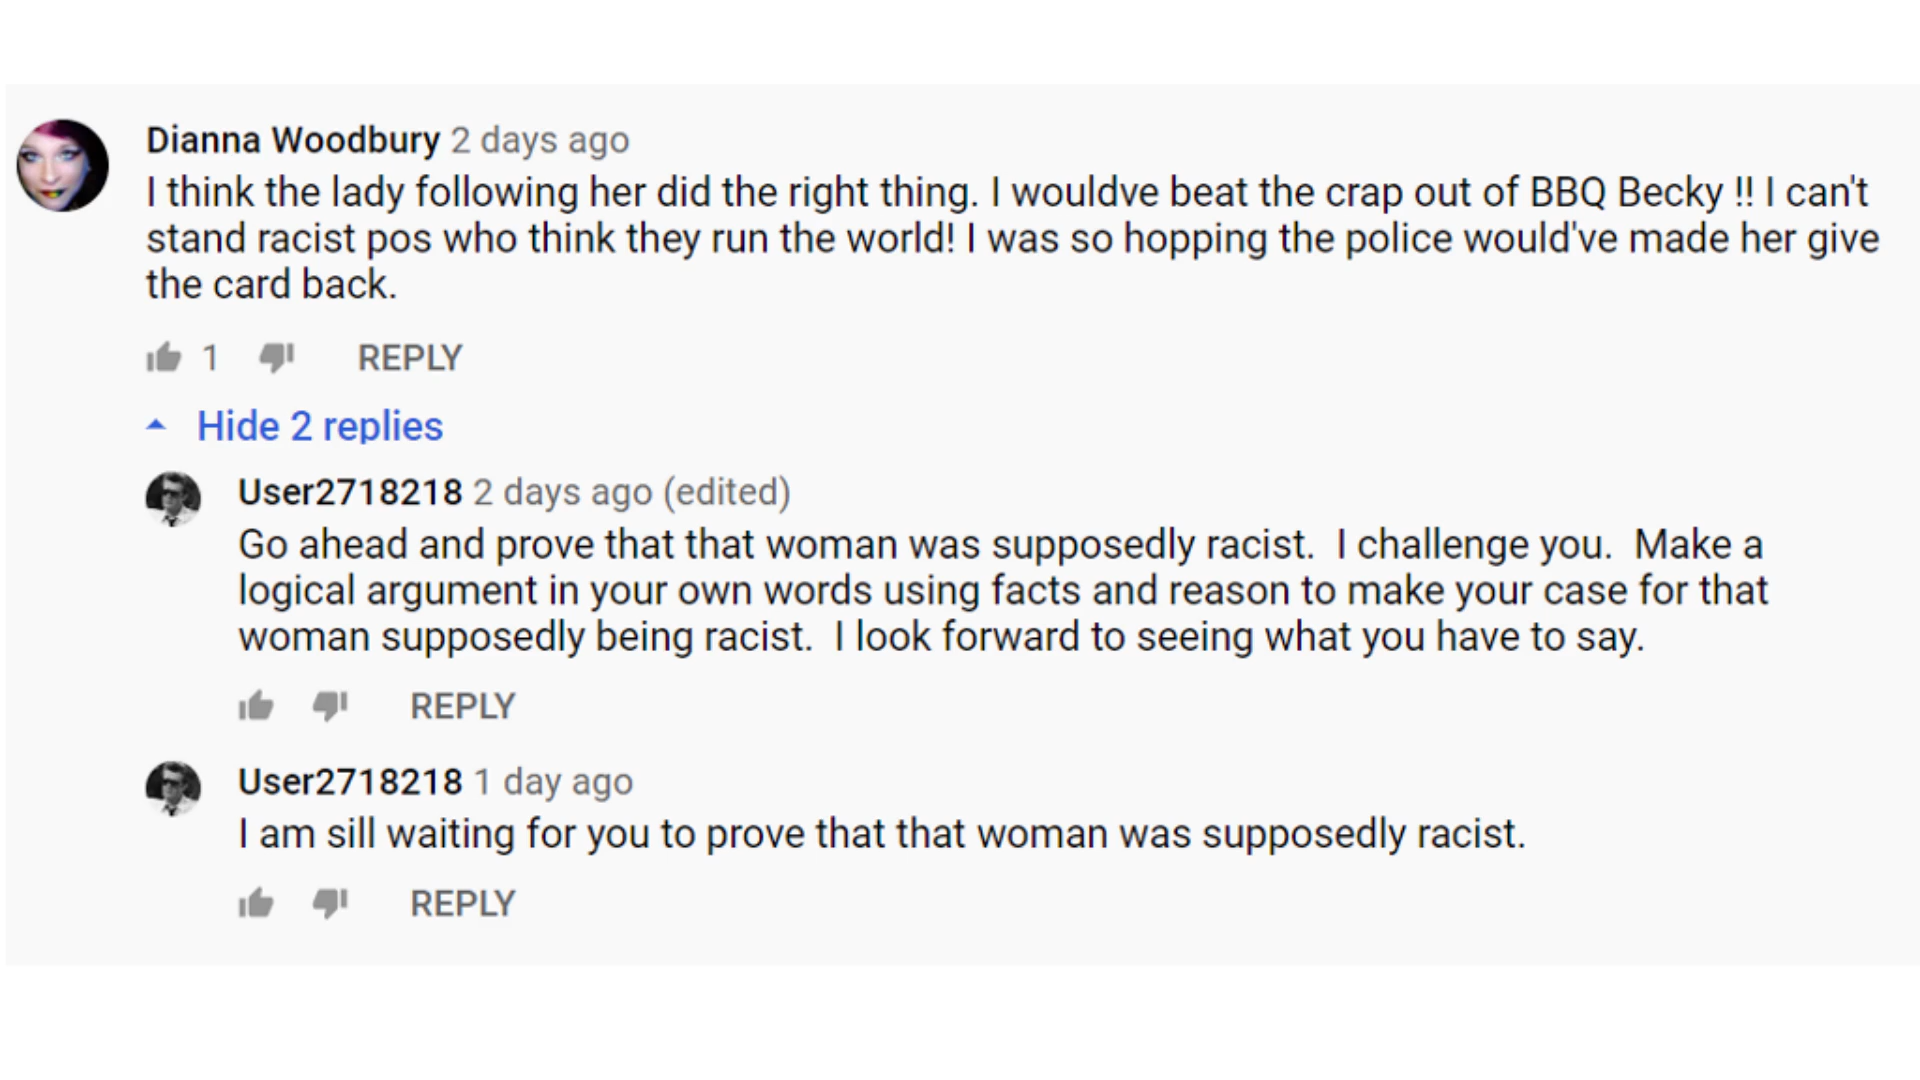 Dianna Woodbury 2 days ago
I think the lady following her did the right thing. I wouldve beat the crap out of BBQ Becky !! I can't
stand racist pos who think they run the world! I was so hopping the police would've made her give
the card back.
1 REPLY
Hide 2 replies
User2718218 2 days ago (edited)
Go ahead and prove that that woman was supposedly racist.  I challenge you.  Make a
logical argument in your own words using facts and reason to make your case for that
woman supposedly being racist.  I look forward to seeing what you have to say.
REPLY
User2718218 1 day ago
I am sill waiting for you to prove that that woman was supposedly racist.
REPLY